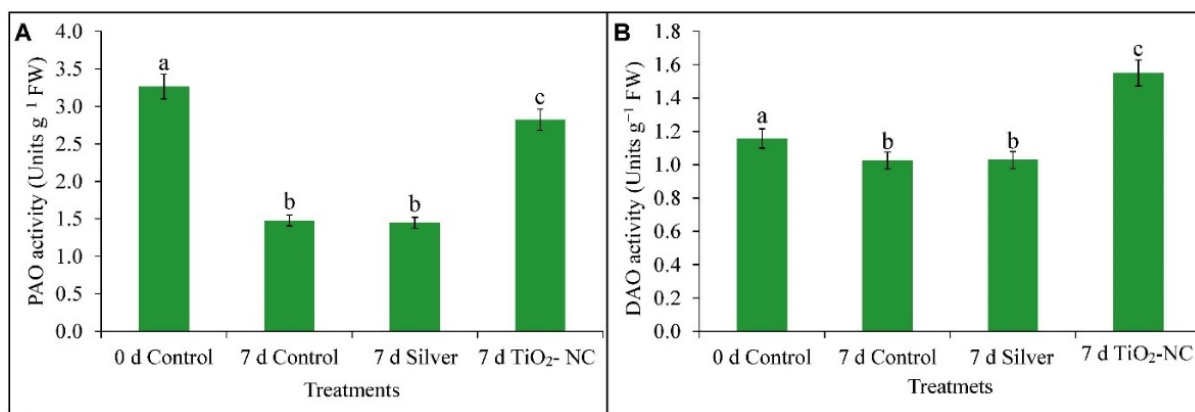 A
PAO activity (Units g⁻¹ FW)
4.0
3.5
3.0
2.5
2.0
1.5
1.0
0.5
0.0
a
b
b
c
0 d Control
7 d Control
7 d Silver
7 d TiO₂- NC
Treatments
B
DAO activity (Units g⁻¹ FW)
1.8
1.6
1.4
1.2
1.0
0.8
0.6
0.4
0.2
0.0
a
b
b
c
0 d Control
7 d Control
7 d Silver
7 d TiO₂-NC
Treatmets